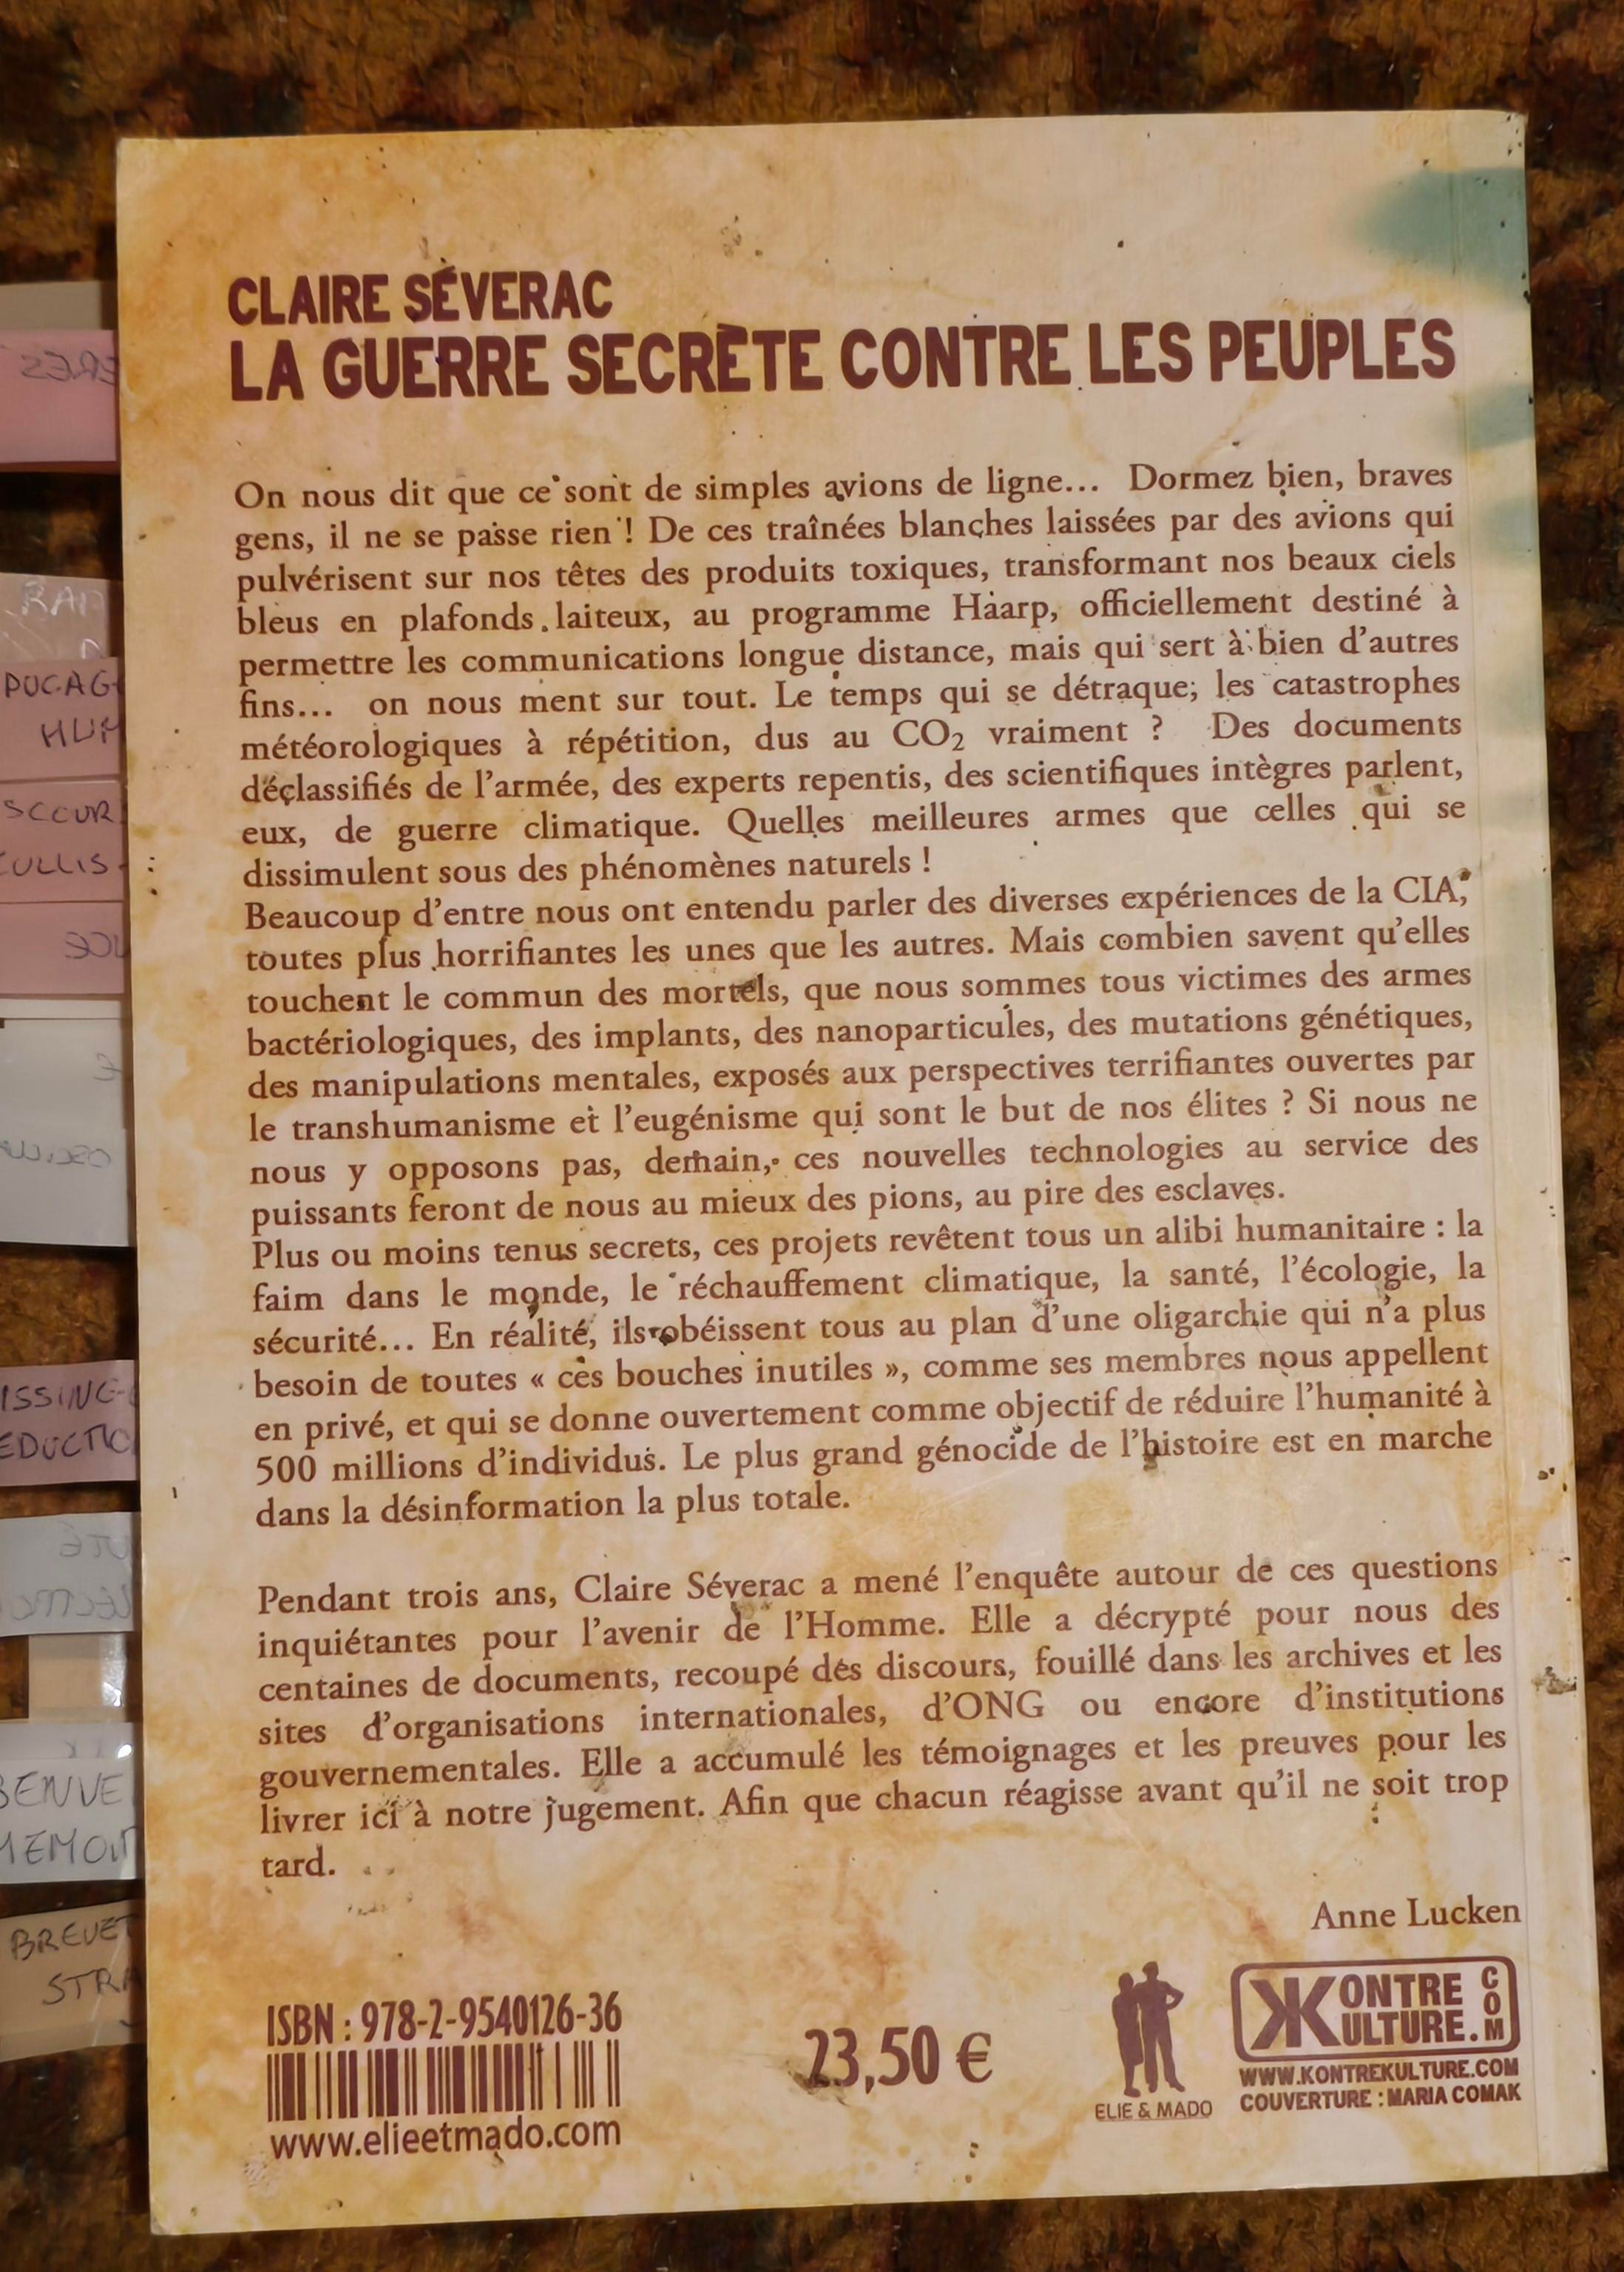 CLAIRE SÉVERAC
LA GUERRE SECRÈTE CONTRE LES PEUPLES
On nous dit que ce sont de simples avions de ligne... Dormez bien, braves
gens, il ne se passe rien ! De ces traînées blanches laissées par des avions qui
pulvérisent sur nos têtes des produits toxiques, transformant nos beaux ciels
bleus en plafonds laiteux, au programme Haarp, officiellement destiné à
permettre les communications longue distance, mais qui sert à bien d'autres
fins... on nous ment sur tout. Le temps qui se détraque; les catastrophes
météorologiques à répétition, dus au CO₂ vraiment ? Des documents
déclassifiés de l'armée, des experts repentis, des scientifiques intègres parlent,
eux, de guerre climatique. Quelles meilleures armes que celles qui se
dissimulent sous des phénomènes naturels !
Beaucoup d'entre nous ont entendu parler des diverses expériences de la CIA,
toutes plus horrifiantes les unes que les autres. Mais combien savent qu'elles
touchent le commun des mortels, que nous sommes tous victimes des armes
bactériologiques, des implants, des nanoparticules, des mutations génétiques,
des manipulations mentales, exposés aux perspectives terrifiantes ouvertes par
le transhumanisme et l'eugénisme qui sont le but de nos élites ? Si nous ne
nous y opposons pas, demain, ces nouvelles technologies au service des
puissants feront de nous au mieux des pions, au pire des esclaves.
Plus ou moins tenus secrets, ces projets revêtent tous un alibi humanitaire : la
faim dans le monde, le réchauffement climatique, la santé, l'écologie, la
sécurité... En réalité, ils obéissent tous au plan d'une oligarchie qui n'a plus
besoin de toutes « ces bouches inutiles », comme ses membres nous appellent
en privé, et qui se donne ouvertement comme objectif de réduire l'humanité à
500 millions d'individus. Le plus grand génocide de l'histoire est en marche
dans la désinformation la plus totale.
Pendant trois ans, Claire Séverac a mené l'enquête autour de ces questions
inquiétantes pour l'avenir de l'Homme. Elle a décrypté pour nous des
centaines de documents, recoupé des discours, fouillé dans les archives et les
sites d'organisations internationales, d'ONG ou encore d'institutions
gouvernementales. Elle a accumulé les témoignages et les preuves pour les
livrer ici à notre jugement. Afin que chacun réagisse avant qu'il ne soit trop
tard.
Anne Lucken
ISBN : 978-2-9540126-36
www.elieetmado.com
23,50 €
ELIE & MADO
KONTRE
KULTURE.COM
WWW.KONTREKULTURE.COM
COUVERTURE : MARIA COMAK